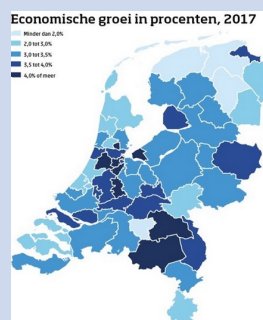 Economische groei in procenten, 2017
Minder dan 2,0%
2,0 tot 3,0%
3,0 tot 3,5%
3,5 tot 4,0%
4,0% of meer